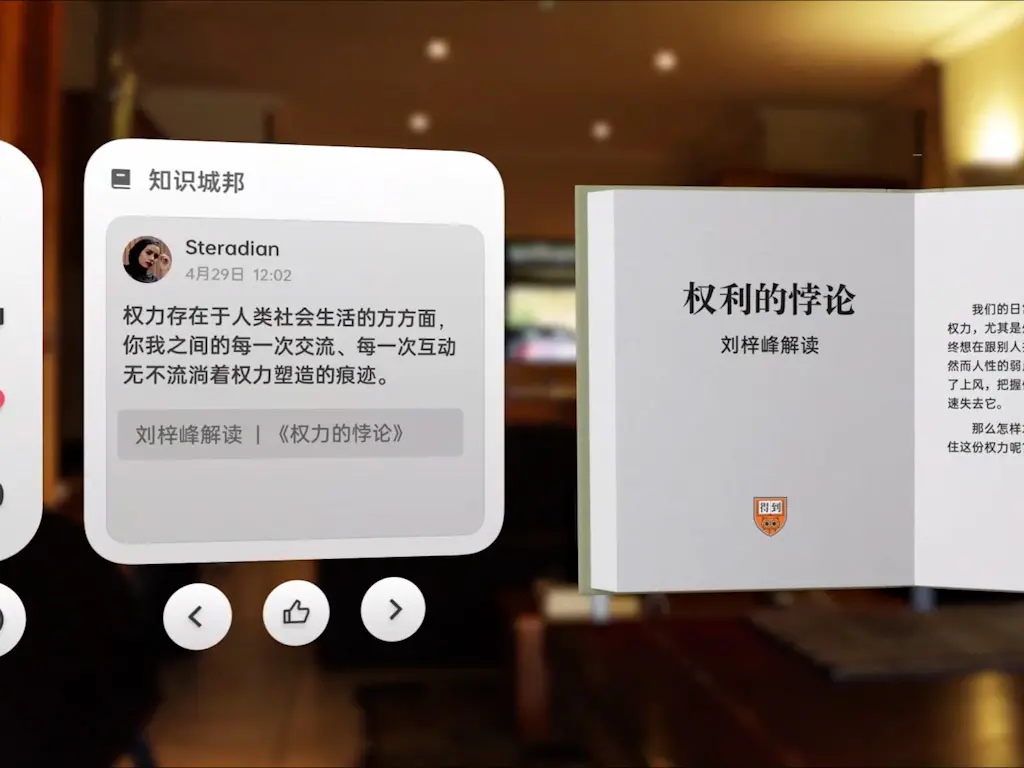 知识城邦
Steradian
4月29日 12:02
权力存在于人类社会生活的方方面，
你我之间的每一次交流、每一次互动
无不流淌着权力塑造的痕迹。
刘梓峰解读 | 《权力的悖论》
权利的悖论
刘梓峰解读
得到
我们的日
权力，尤其是
终想在跟别人
然而人性的弱
了上风，把握
速失去它。
那么怎样
住这份权力呢